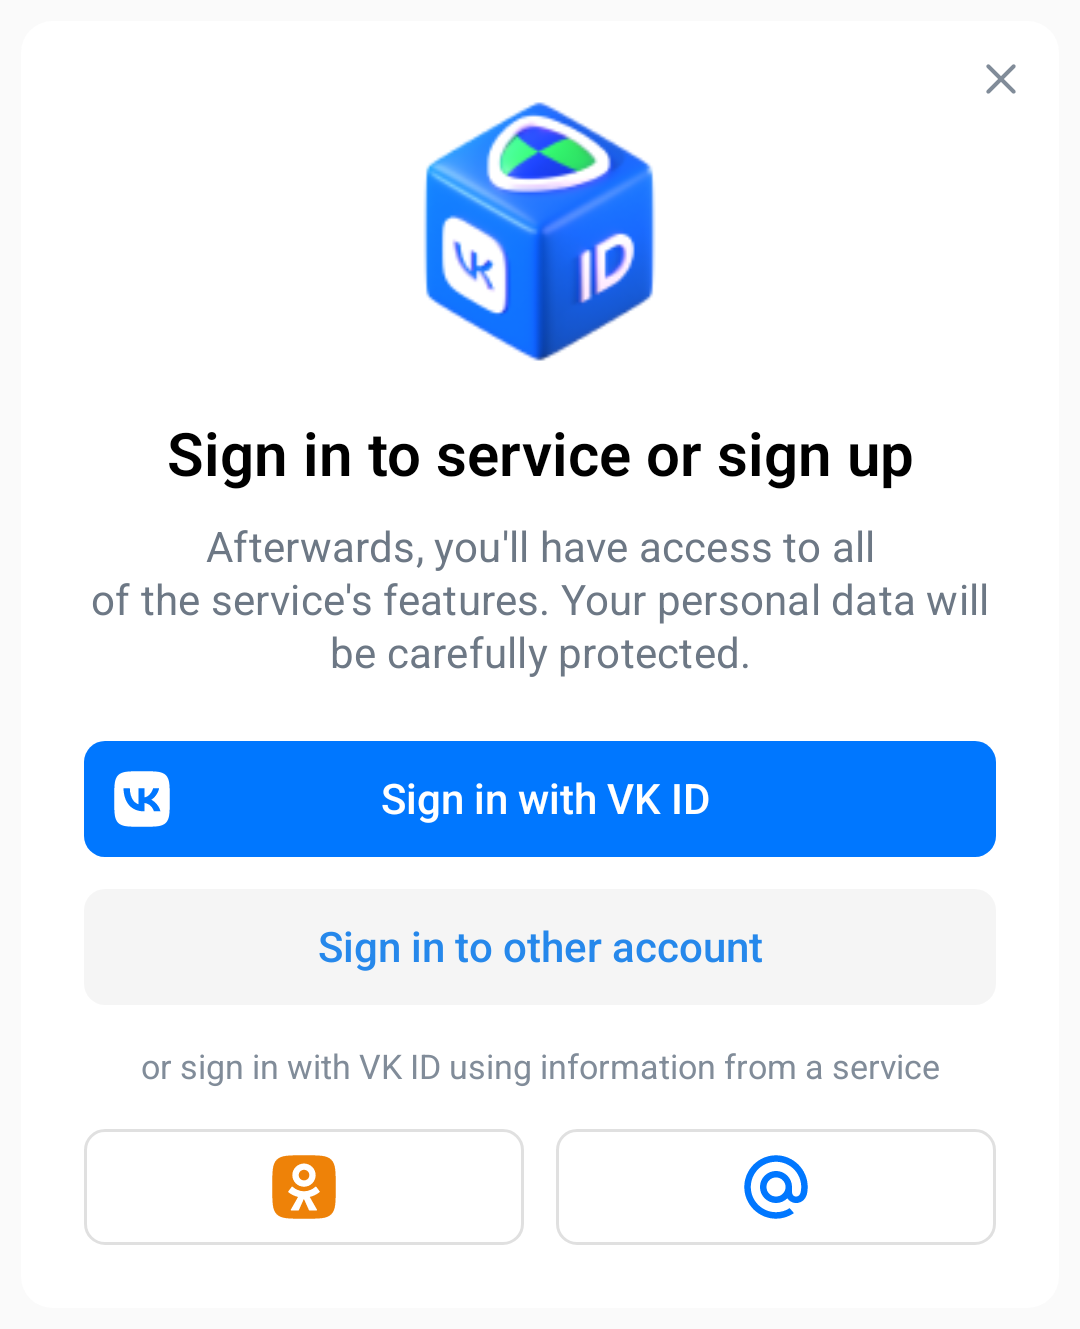 VK ID
Sign in to service or sign up
Afterwards, you'll have access to all
of the service's features. Your personal data will
be carefully protected.
VK Sign in with VK ID
Sign in to other account
or sign in with VK ID using information from a service
@